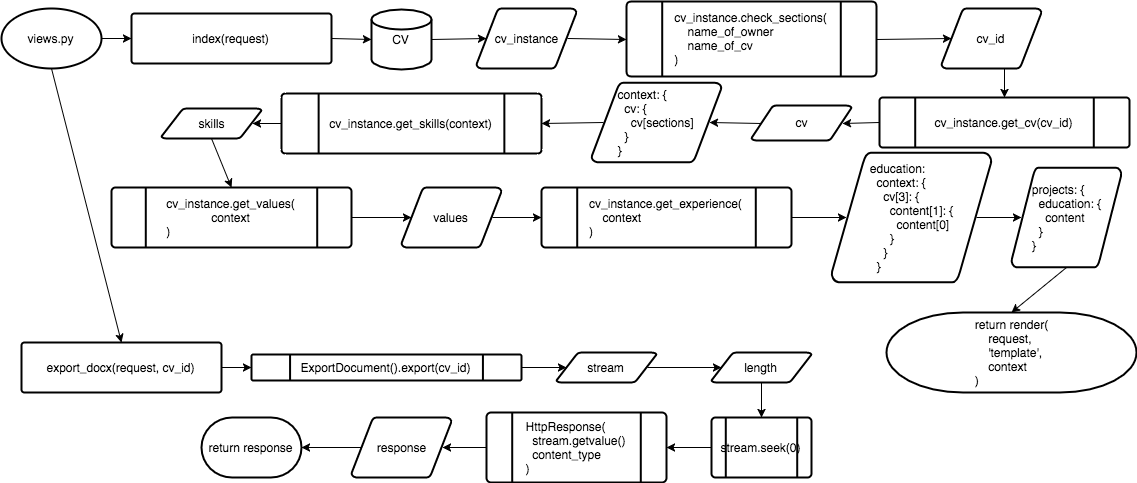 views.py
index(request)
CV
cv_instance
cv_instance.check_sections(
name_of_owner
name_of_cv
)
cv_id
cv_instance.get_cv(cv_id)
cv
context: {
cv: {
cv[sections]
}
}
cv_instance.get_skills(context)
skills
cv_instance.get_values(
context
)
values
cv_instance.get_experience(
context
)
education:
context: {
cv[3]: {
content[1]: {
content[0]
}
}
}
projects: {
education: {
content
}
}
return render(
request,
'template',
context
)
export_docx(request, cv_id)
ExportDocument().export(cv_id)
stream
length
stream.seek(0)
HttpResponse(
stream.getvalue()
content_type
)
response
return response